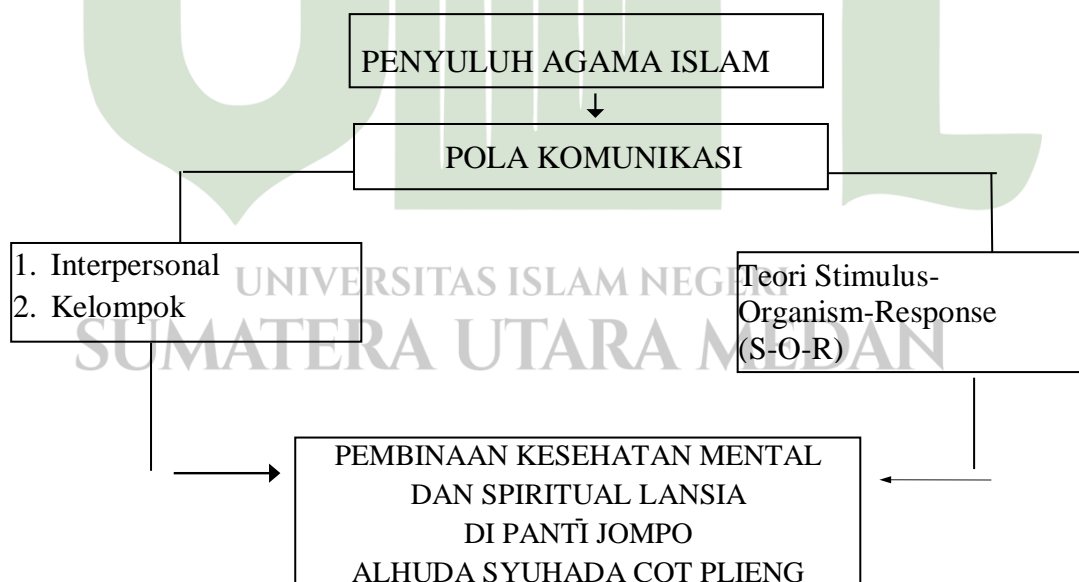 PENYULUH AGAMA ISLAM
POLA KOMUNIKASI
1. Interpersonal
2. Kelompok
Teori Stimulus-
Organism-Response
(S-O-R)
UNIVERSITAS ISLAM NEGERI
SUMATERA UTARA MEDAN
PEMBINAAN KESEHATAN MENTAL
DAN SPIRITUAL LANSIA
DI PANTI JOMPO
ALHUDA SYUHADA COT PLIENG